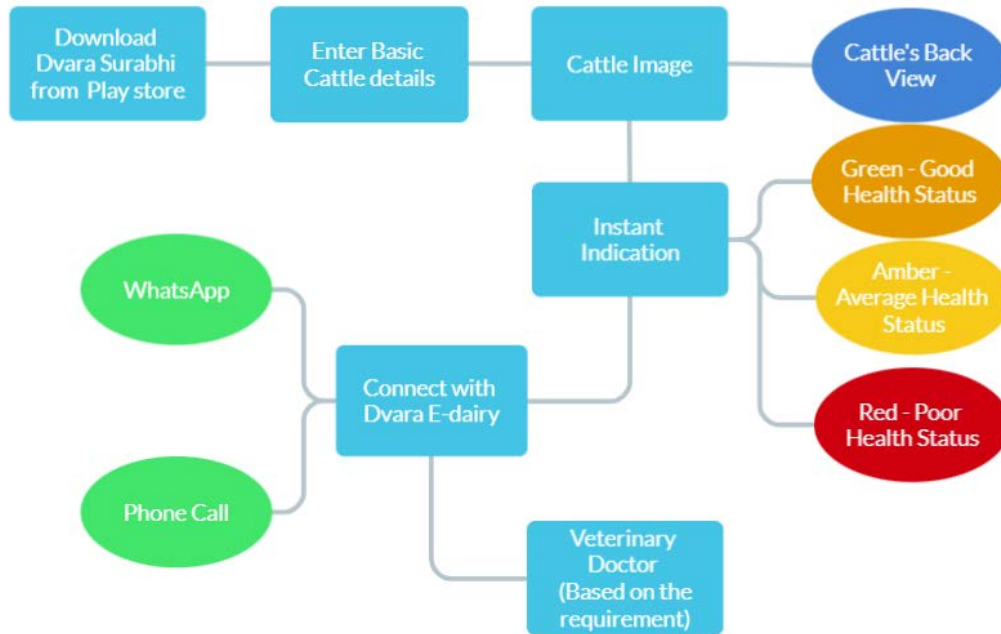 Download
Dvara Surabhi
from Play store
Enter Basic
Cattle details
Cattle Image
Cattle's Back
View
Green - Good
Health Status
Instant
Indication
Amber -
Average Health
Status
WhatsApp
Connect with
Dvara E-dairy
Red - Poor
Health Status
Phone Call
Veterinary
Doctor
(Based on the
requirement)